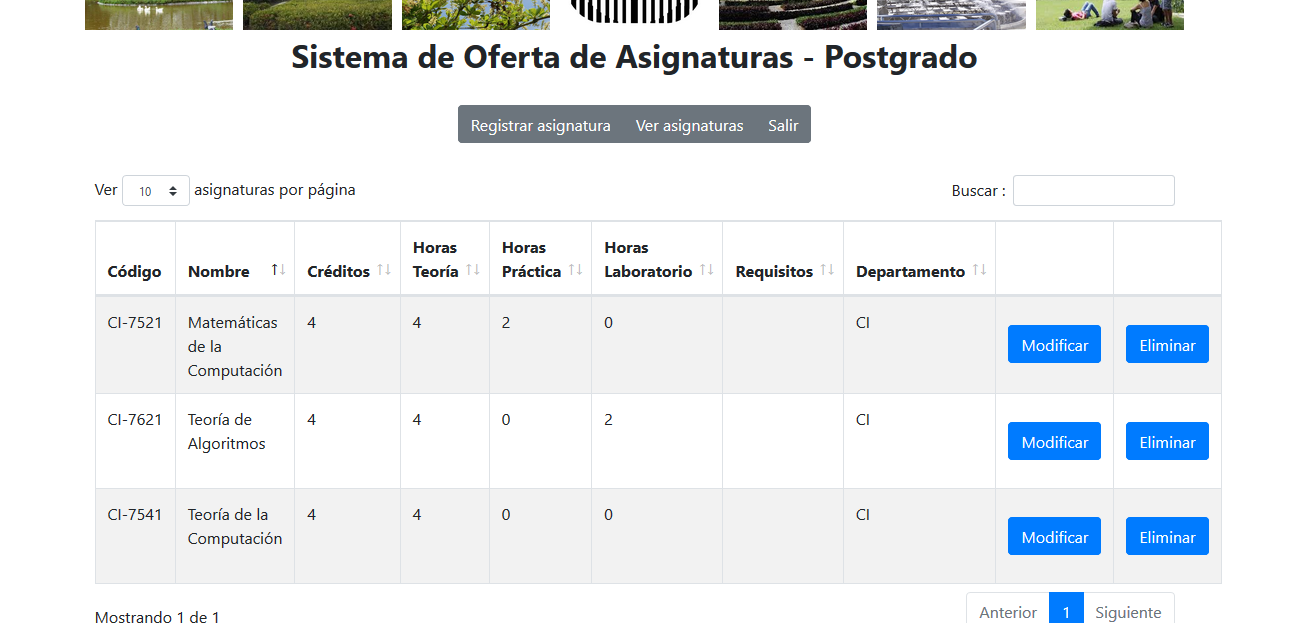 Sistema de Oferta de Asignaturas - Postgrado
Registrar asignatura Ver asignaturas Salir
Ver 10 asignaturas por página Buscar :
Código Nombre Créditos Horas Teoría Horas Práctica Horas Laboratorio Requisitos Departamento
CI-7521 Matemáticas de la Computación 4 4 2 0 CI Modificar Eliminar
CI-7621 Teoría de Algoritmos 4 4 0 2 CI Modificar Eliminar
CI-7541 Teoría de la Computación 4 4 0 0 CI Modificar Eliminar
Mostrando 1 de 1 Anterior 1 Siguiente